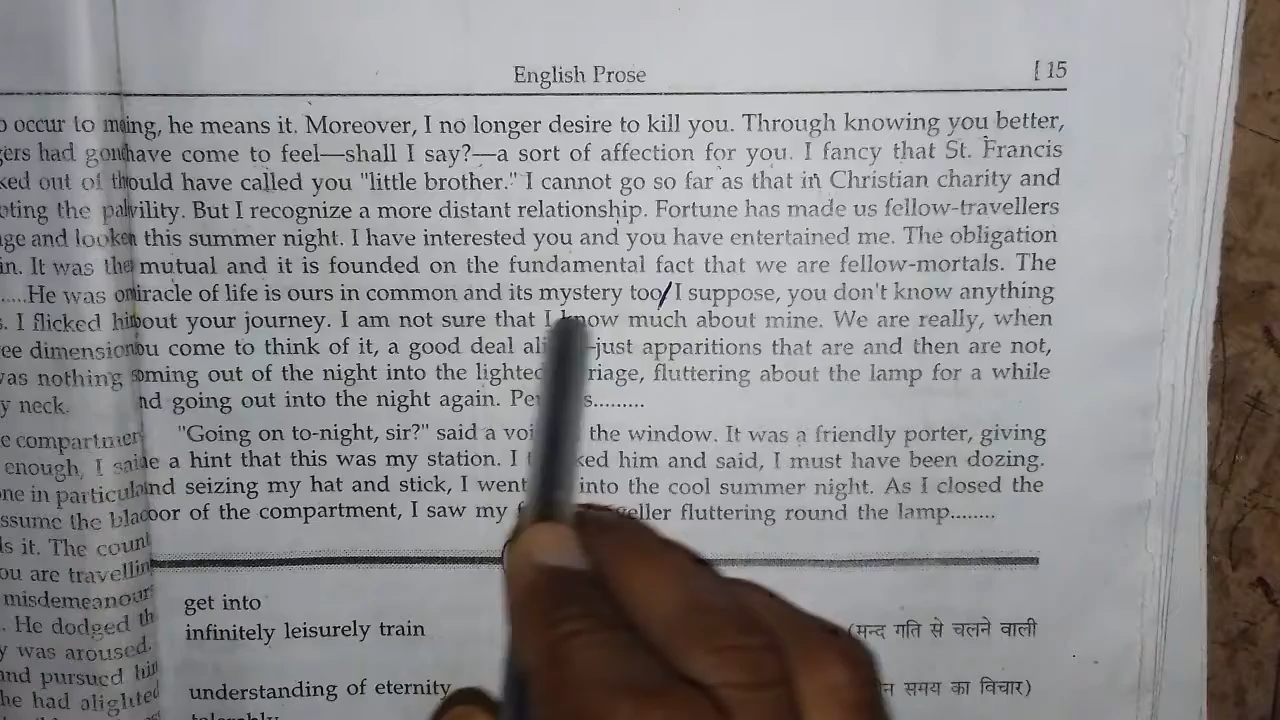 English Prose [ 15
o occur to m ing, he means it. Moreover, I no longer desire to kill you. Through knowing you better,
gers had gon have come to feel—shall I say?—a sort of affection for you. I fancy that St. Francis
ked out of th ould have called you "little brother." I cannot go so far as that in Christian charity and
oting the pa vility. But I recognize a more distant relationship. Fortune has made us fellow-travellers
ge and looke n this summer night. I have interested you and you have entertained me. The obligation
in. It was the mutual and it is founded on the fundamental fact that we are fellow-mortals. The
.....He was on iracle of life is ours in common and its mystery too/I suppose, you don't know anything
. I flicked hi bout your journey. I am not sure that I know much about mine. We are really, when
ee dimension ou come to think of it, a good deal ali —just apparitions that are and then are not,
as nothing oming out of the night into the lighted riage, fluttering about the lamp for a while
y neck. nd going out into the night again. Pe s.........
e compartmen "Going on to-night, sir?" said a voi the window. It was a friendly porter, giving
enough, I sai e a hint that this was my station. I t ked him and said, I must have been dozing.
ne in particula nd seizing my hat and stick, I went into the cool summer night. As I closed the
ssume the bla oor of the compartment, I saw my f eller fluttering round the lamp........
ls it. The count
ou are travellin
misdemeanour get into
. He dodged th infinitely leisurely train (मन्द गति से चलने वाली
y was aroused.
and pursued him understanding of eternity न समय का विचार)
he had alighted tolerably